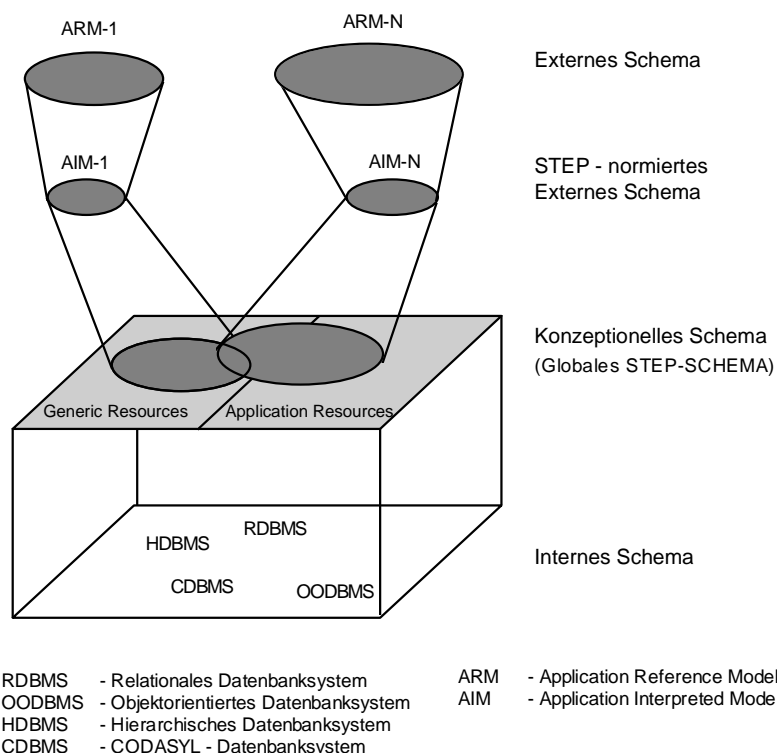 ARM-1
ARM-N
Externes Schema
AIM-1
AIM-N
STEP - normiertes
Externes Schema
Konzeptionelles Schema
(Globales STEP-SCHEMA)
Generic Resources
Application Resources
RDBMS
HDBMS
Internes Schema
CDBMS
OODBMS
RDBMS - Relationales Datenbanksystem
OODBMS - Objektorientiertes Datenbanksystem
HDBMS - Hierarchisches Datenbanksystem
CDBMS - CODASYL - Datenbanksystem
ARM - Application Reference Model
AIM - Application Interpreted Mode